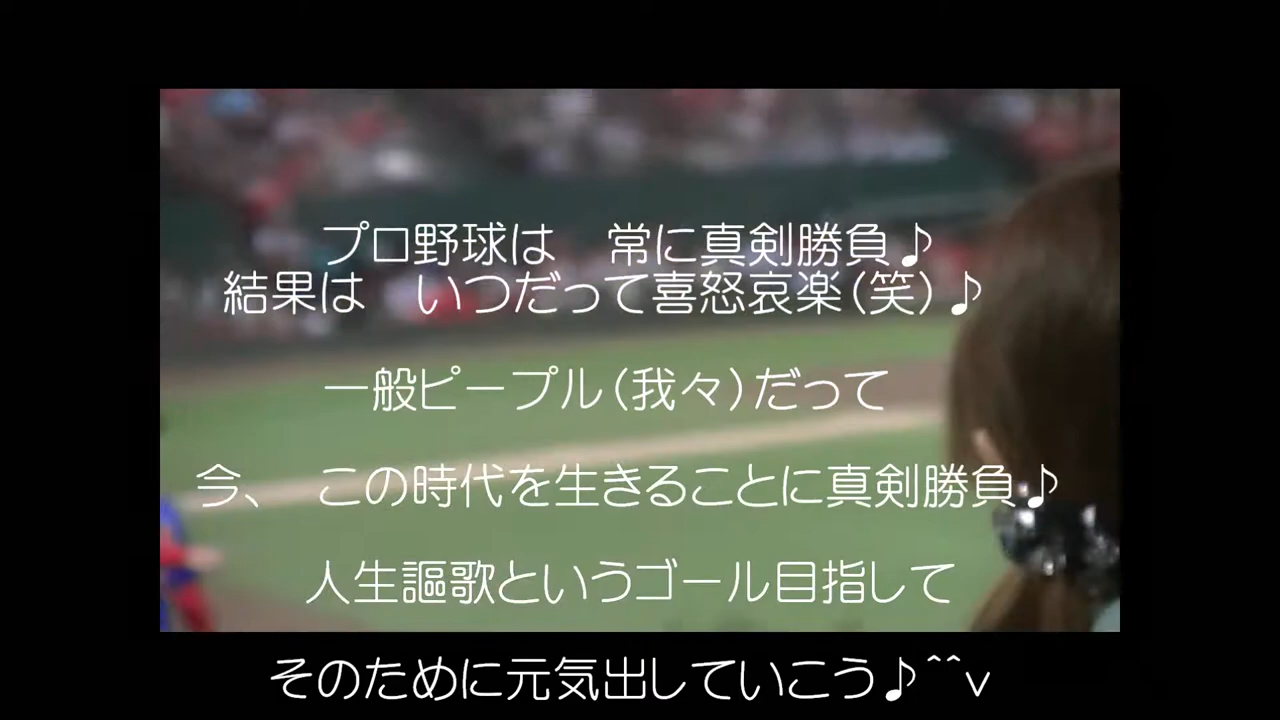 プロ野球は　常に真剣勝負♪
結果は　いつだって喜怒哀楽（笑）♪
一般ピープル（我々）だって
今、　この時代を生きることに真剣勝負♪
人生謳歌というゴール目指して
そのために元気出していこう♪^^v